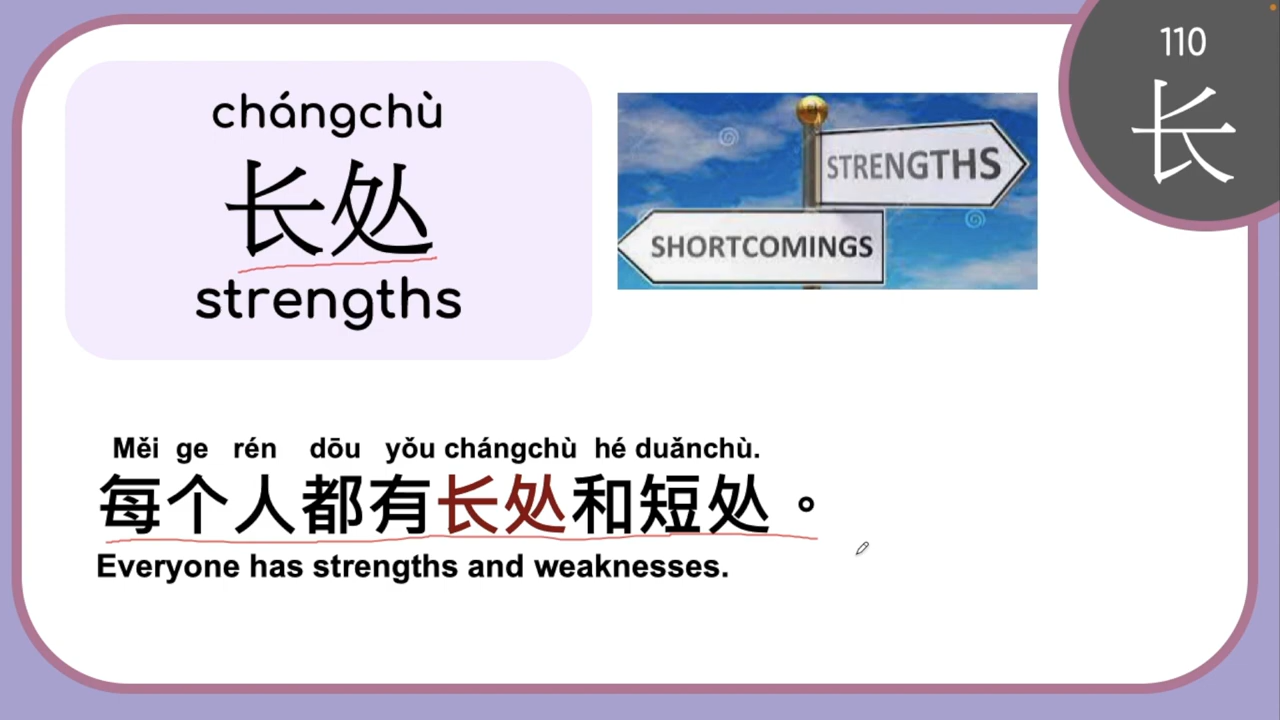 chángchù
长处
strengths
STRENGTHS
SHORTCOMINGS
110
长
Měi ge rén dōu yǒu chángchù hé duǎnchù.
每个人都有长处和短处。
Everyone has strengths and weaknesses.